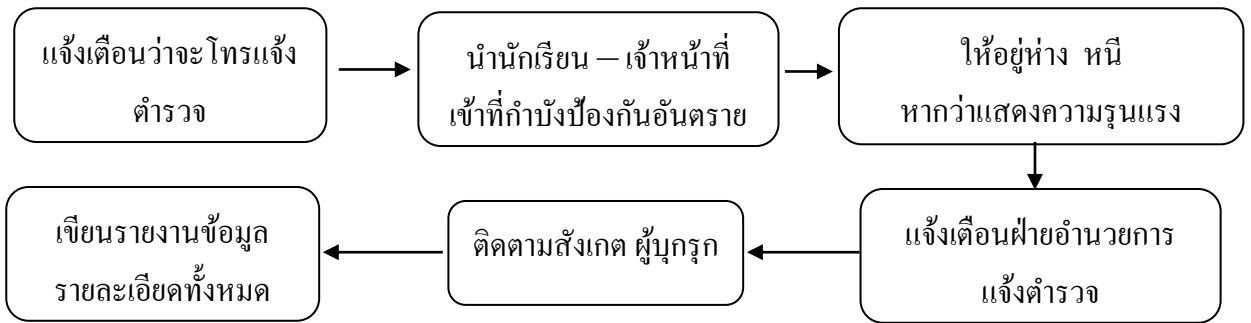 แจ้งเตือนว่าจะโทรแจ้ง
ตำรวจ
นำนักเรียน – เจ้าหน้าที่
เข้าที่กำบังป้องกันอันตราย
ให้อยู่ห่าง หนี
หากว่าแสดงความรุนแรง
แจ้งเตือนฝ่ายอำนวยการ
แจ้งตำรวจ
ติดตามสังเกต ผู้บุกรุก
เขียนรายงานข้อมูล
รายละเอียดทั้งหมด